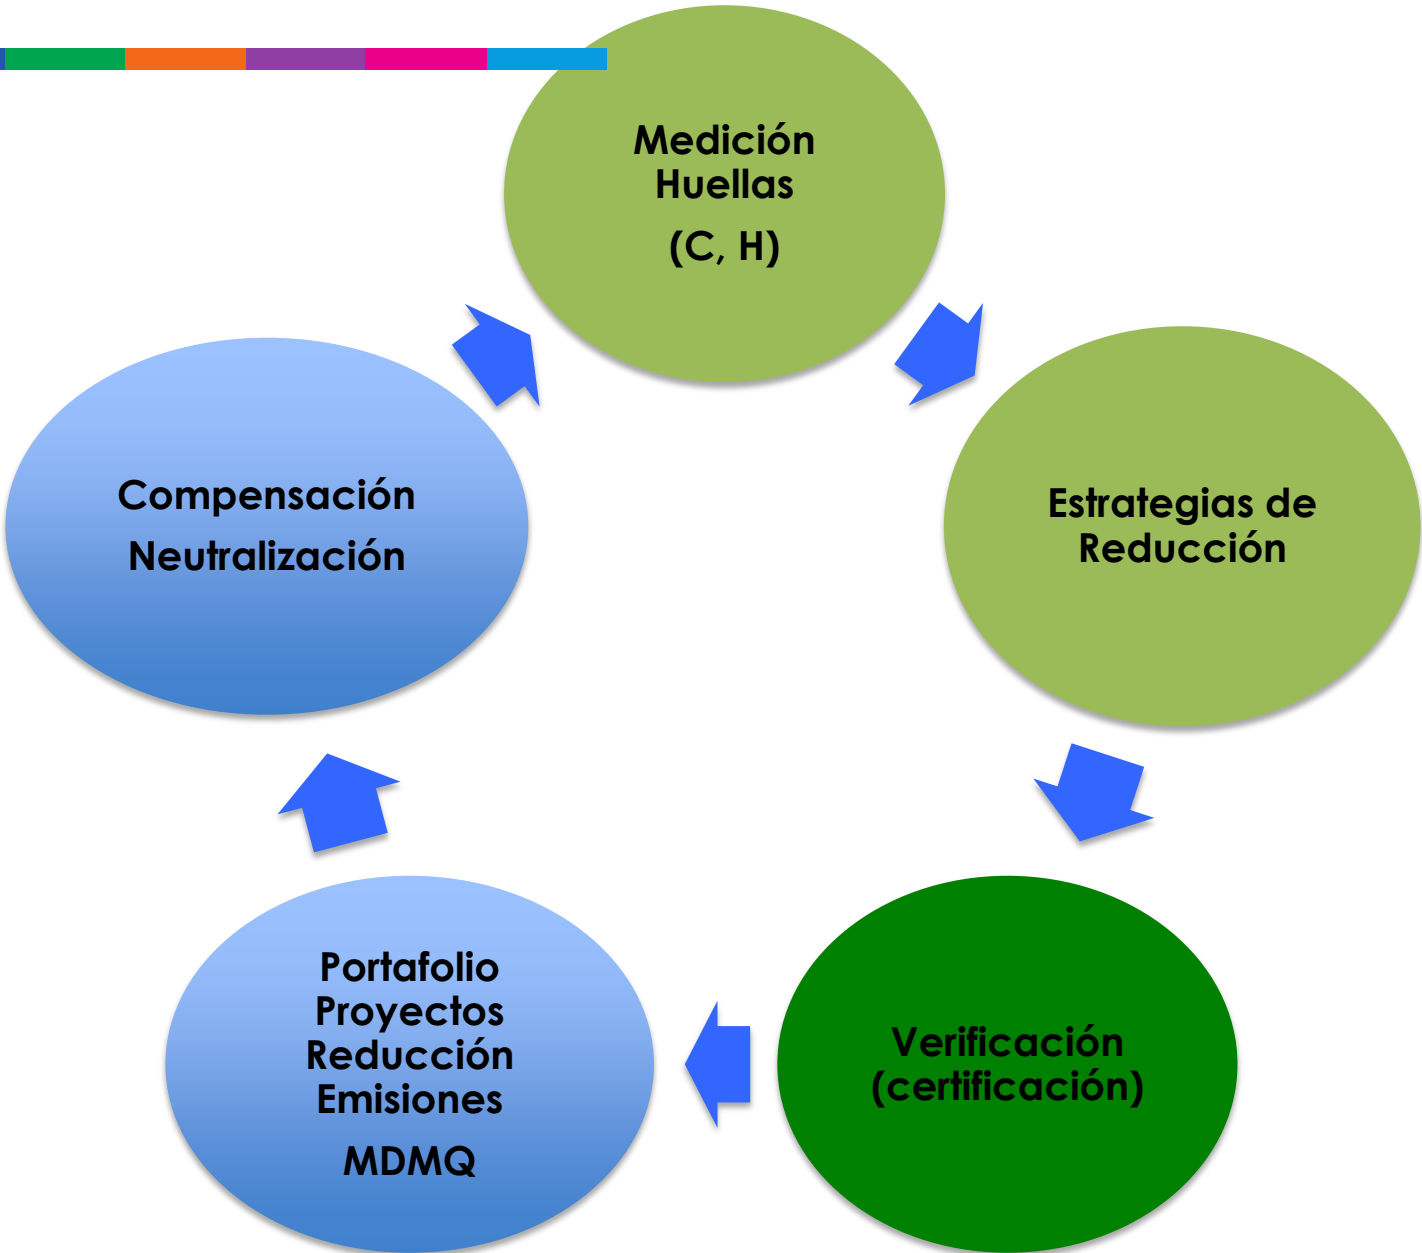 Medición
Huellas
(C, H)
Estrategias de
Reducción
Verificación
(certificación)
Portafolio
Proyectos
Reducción
Emisiones
MDMQ
Compensación
Neutralización